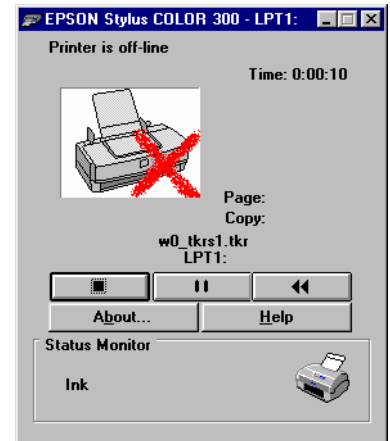 EPSON Stylus COLOR 300 - LPT1:
Printer is off-line
Time: 0:00:10
Page:
Copy:
w0_tkrs1.tkr
LPT1:
About...
Help
Status Monitor
Ink